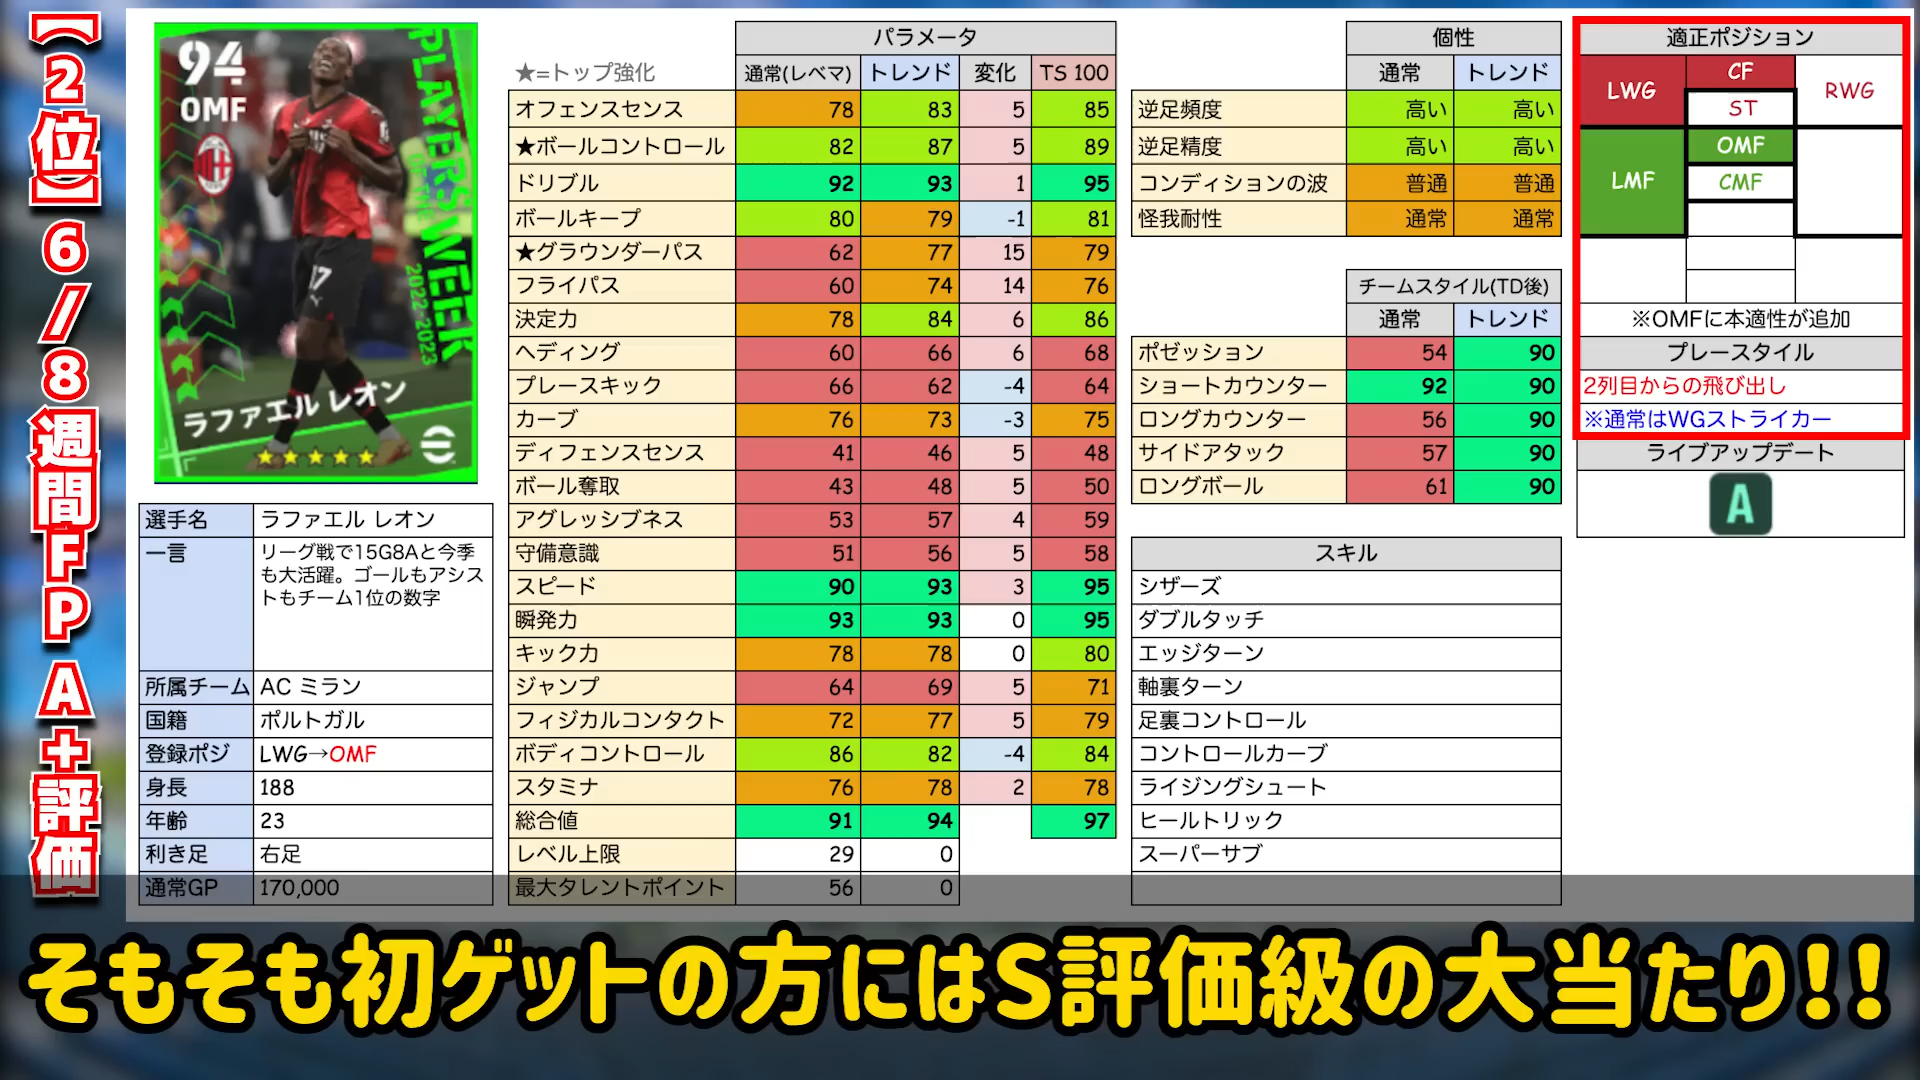 【2位】6/8週間FP A+評価
94
OMF
PLAYERS
OF THE
WEEK
2022-2023
17
ラファエル レオン
選手名 ラファエル レオン
一言 リーグ戦で15G8Aと今季
も大活躍。ゴールもアシス
トもチーム1位の数字
所属チーム AC ミラン
国籍 ポルトガル
登録ポジ LWG→OMF
身長 188
年齢 23
利き足 右足
通常GP 170,000
パラメータ
★=トップ強化 通常(レベマ) トレンド 変化 TS 100
オフェンスセンス 78 83 5 85
★ボールコントロール 82 87 5 89
ドリブル 92 93 1 95
ボールキープ 80 79 -1 81
★グラウンダーパス 62 77 15 79
フライパス 60 74 14 76
決定力 78 84 6 86
ヘディング 60 66 6 68
プレースキック 66 62 -4 64
カーブ 76 73 -3 75
ディフェンスセンス 41 46 5 48
ボール奪取 43 48 5 50
アグレッシブネス 53 57 4 59
守備意識 51 56 5 58
スピード 90 93 3 95
瞬発力 93 93 0 95
キック力 78 78 0 80
ジャンプ 64 69 5 71
フィジカルコンタクト 72 77 5 79
ボディコントロール 86 82 -4 84
スタミナ 76 78 2 78
総合値 91 94 97
レベル上限 29 0
最大タレントポイント 56 0
個性
通常 トレンド
逆足頻度 高い 高い
逆足精度 高い 高い
コンディションの波 普通 普通
怪我耐性 通常 通常
チームスタイル(TD後)
通常 トレンド
ポゼッション 54 90
ショートカウンター 92 90
ロングカウンター 56 90
サイドアタック 57 90
ロングボール 61 90
スキル
シザーズ
ダブルタッチ
エッジターン
軸裏ターン
足裏コントロール
コントロールカーブ
ライジングシュート
ヒールトリック
スーパーサブ
適正ポジション
LWG CF RWG
ST
LMF OMF
CMF
※OMFに本適性が追加
プレースタイル
2列目からの飛び出し
※通常はWGストライカー
ライブアップデート
A
そもそも初ゲットの方にはS評価級の大当たり!!